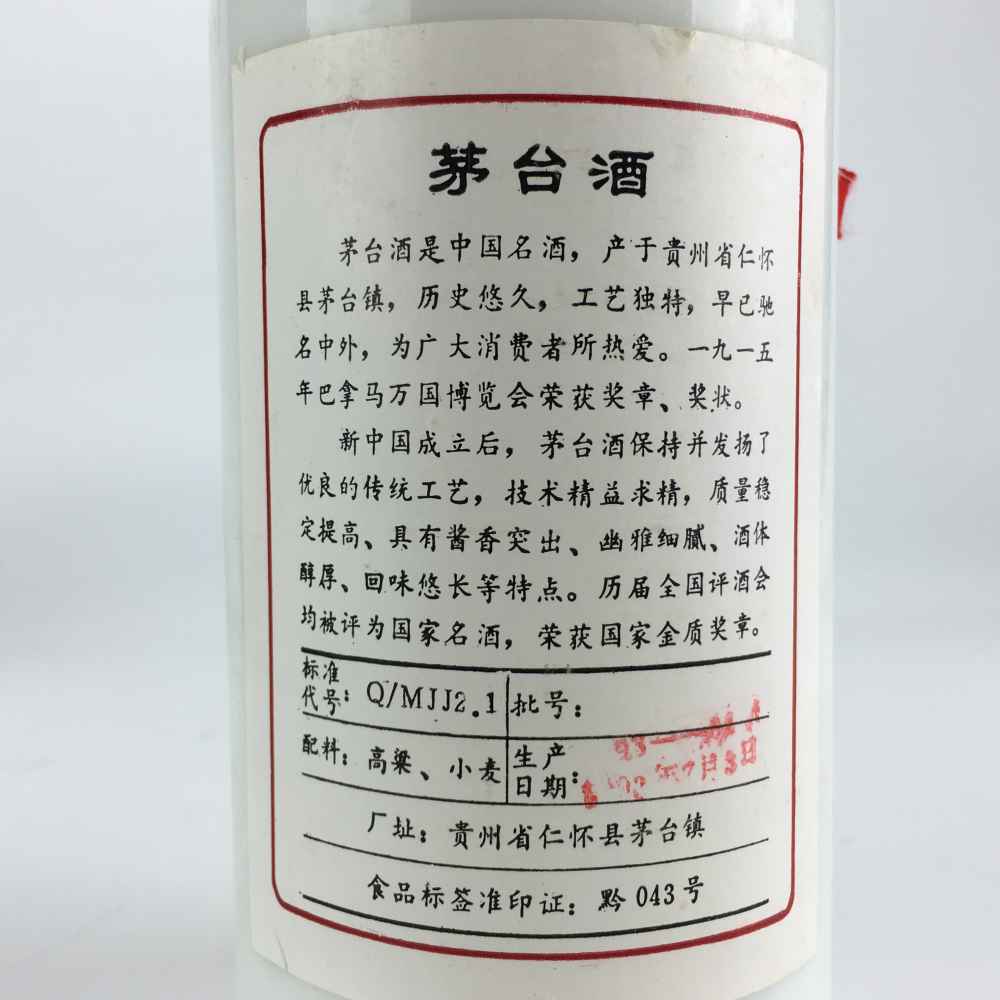 茅台酒
茅台酒是中国名酒，产于贵州省仁怀
县茅台镇，历史悠久，工艺独特，早已驰
名中外，为广大消费者所热爱。一九一五
年巴拿马万国博览会荣获奖章、奖状。
新中国成立后，茅台酒保持并发扬了
优良的传统工艺，技术精益求精，质量稳
定提高、具有酱香突出、幽雅细腻、酒体
醇厚、回味悠长等特点。历届全国评酒会
均被评为国家名酒，荣获国家金质奖章。
标准代号：Q/MJJ2.1 批号：
配料：高粱、小麦 生产日期：
厂址：贵州省仁怀县茅台镇
食品标签准印证：黔043号